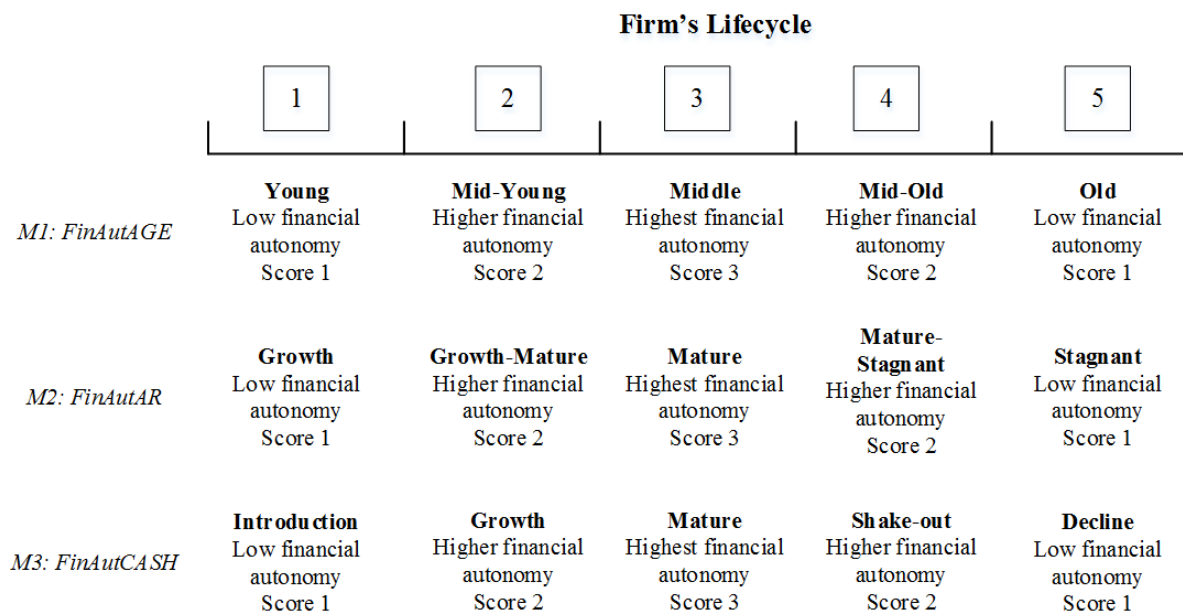 Firm's Lifecycle
1 2 3 4 5
Young Mid-Young Middle Mid-Old Old
M1: FinAutAGE
Low financial Higher financial Highest financial Higher financial Low financial
autonomy autonomy autonomy autonomy autonomy
Score 1 Score 2 Score 3 Score 2 Score 1
M2: FinAutAR
Growth Growth-Mature Mature Mature-
Stagnant Stagnant
Low financial Higher financial Highest financial Higher financial Low financial
autonomy autonomy autonomy autonomy autonomy
Score 1 Score 2 Score 3 Score 2 Score 1
M3: FinAutCASH
Introduction Growth Mature Shake-out Decline
Low financial Higher financial Highest financial Higher financial Low financial
autonomy autonomy autonomy autonomy autonomy
Score 1 Score 2 Score 3 Score 2 Score 1